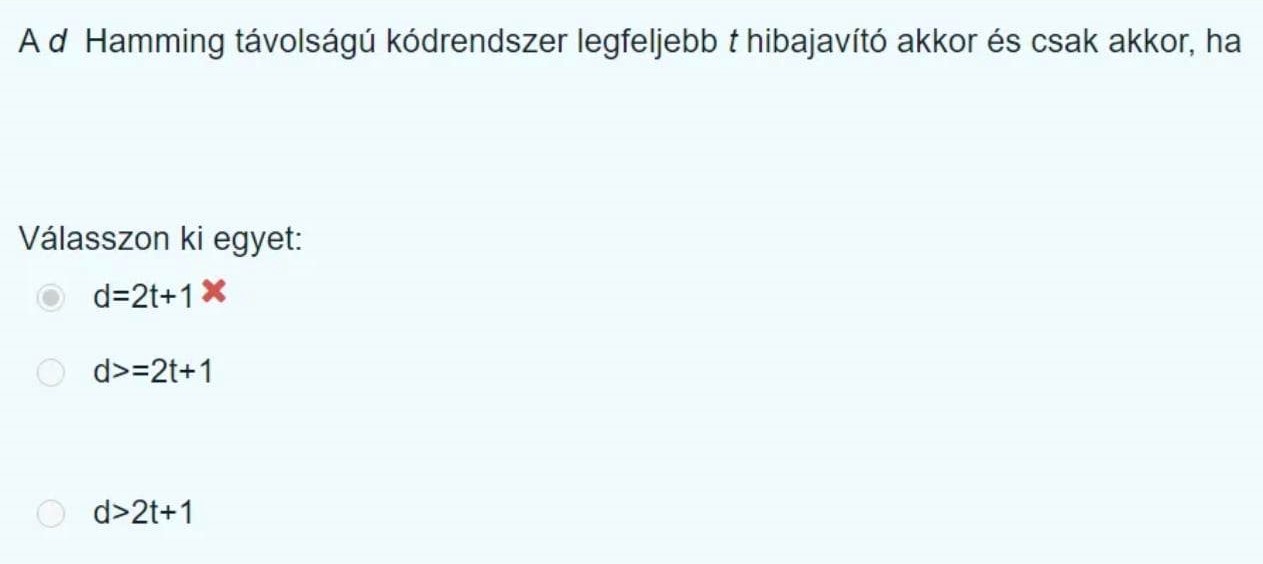 A d Hamming távolságú kódrendszer legfeljebb t hibajavító akkor és csak akkor, ha
Válasszon ki egyet:
d=2t+1
d>=2t+1
d>2t+1